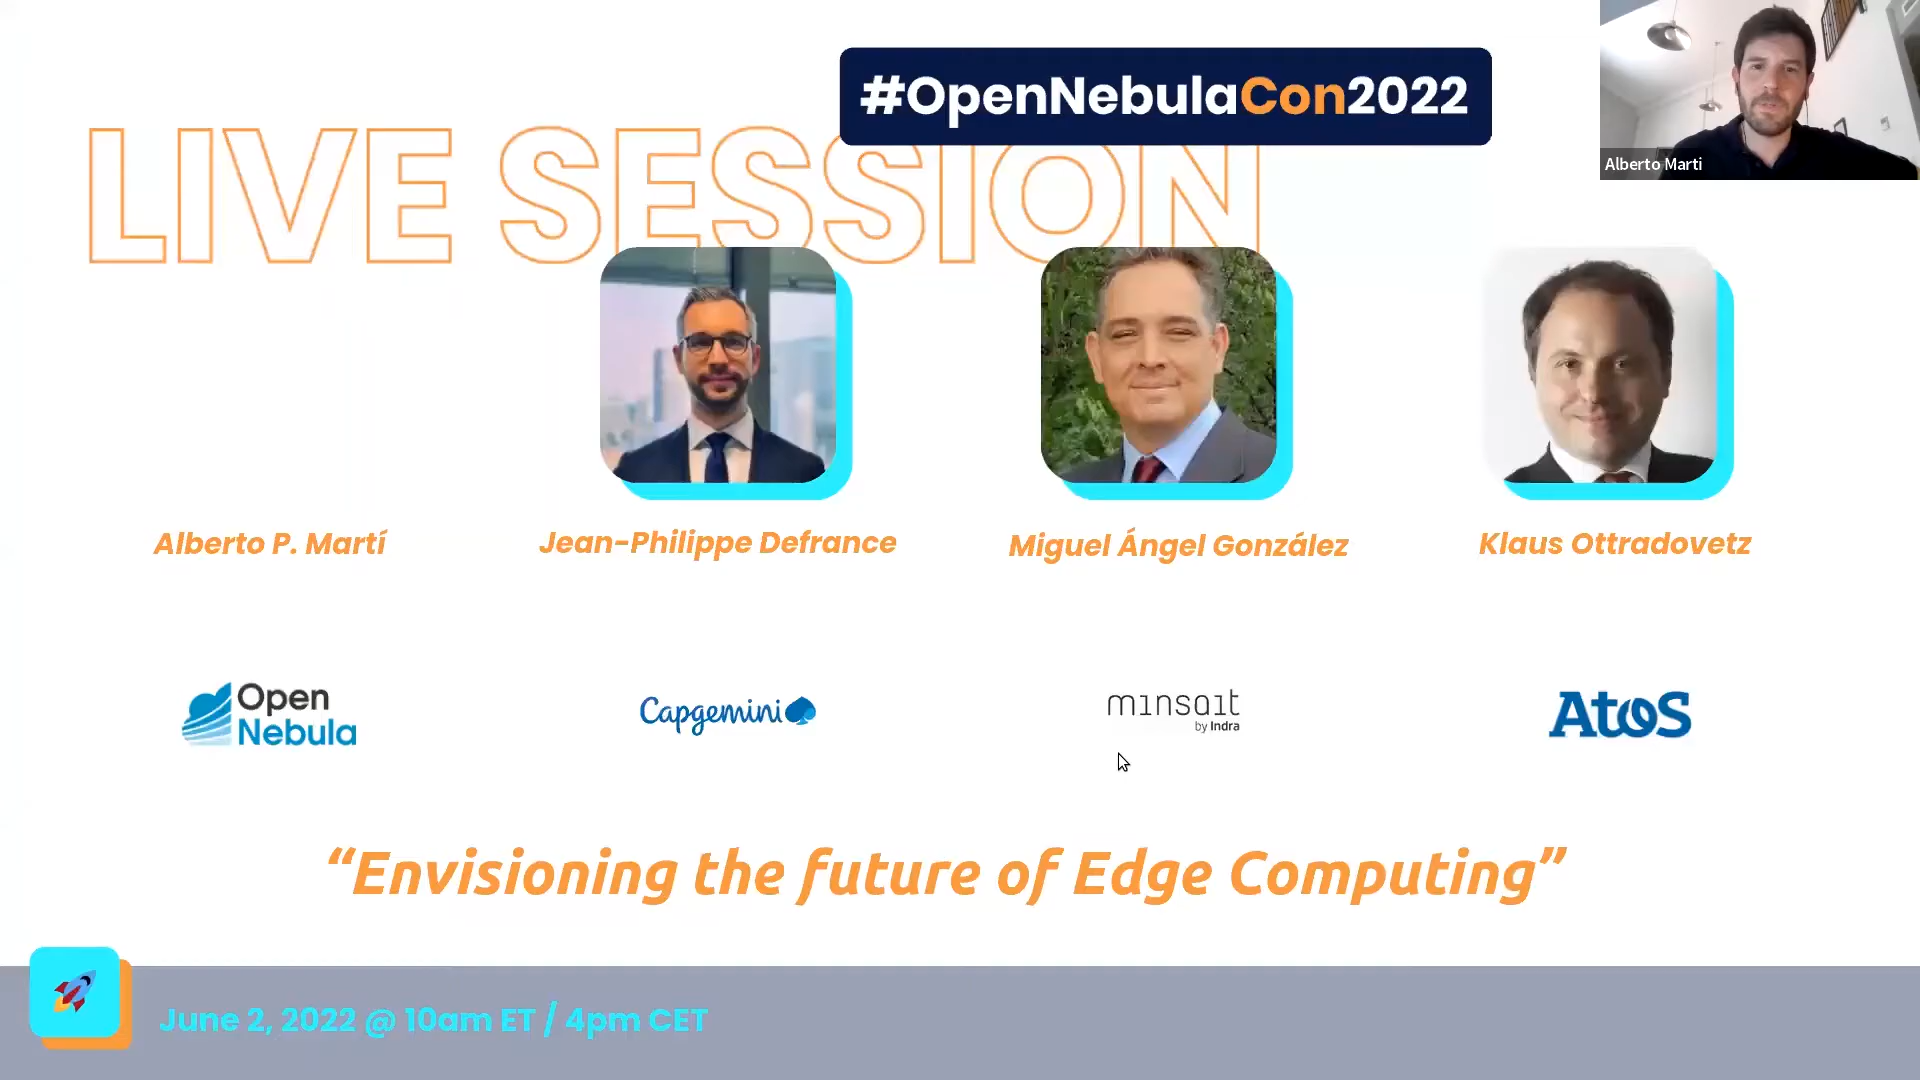 #OpenNebulaCon2022
LIVE SESSION
Alberto Marti
Alberto P. Martí
Jean-Philippe Defrance
Miguel Ángel González
Klaus Ottradovetz
Open
Nebula
Capgemini
minsait
by Indra
Atos
“Envisioning the future of Edge Computing”
June 2, 2022 @ 10am ET / 4pm CET